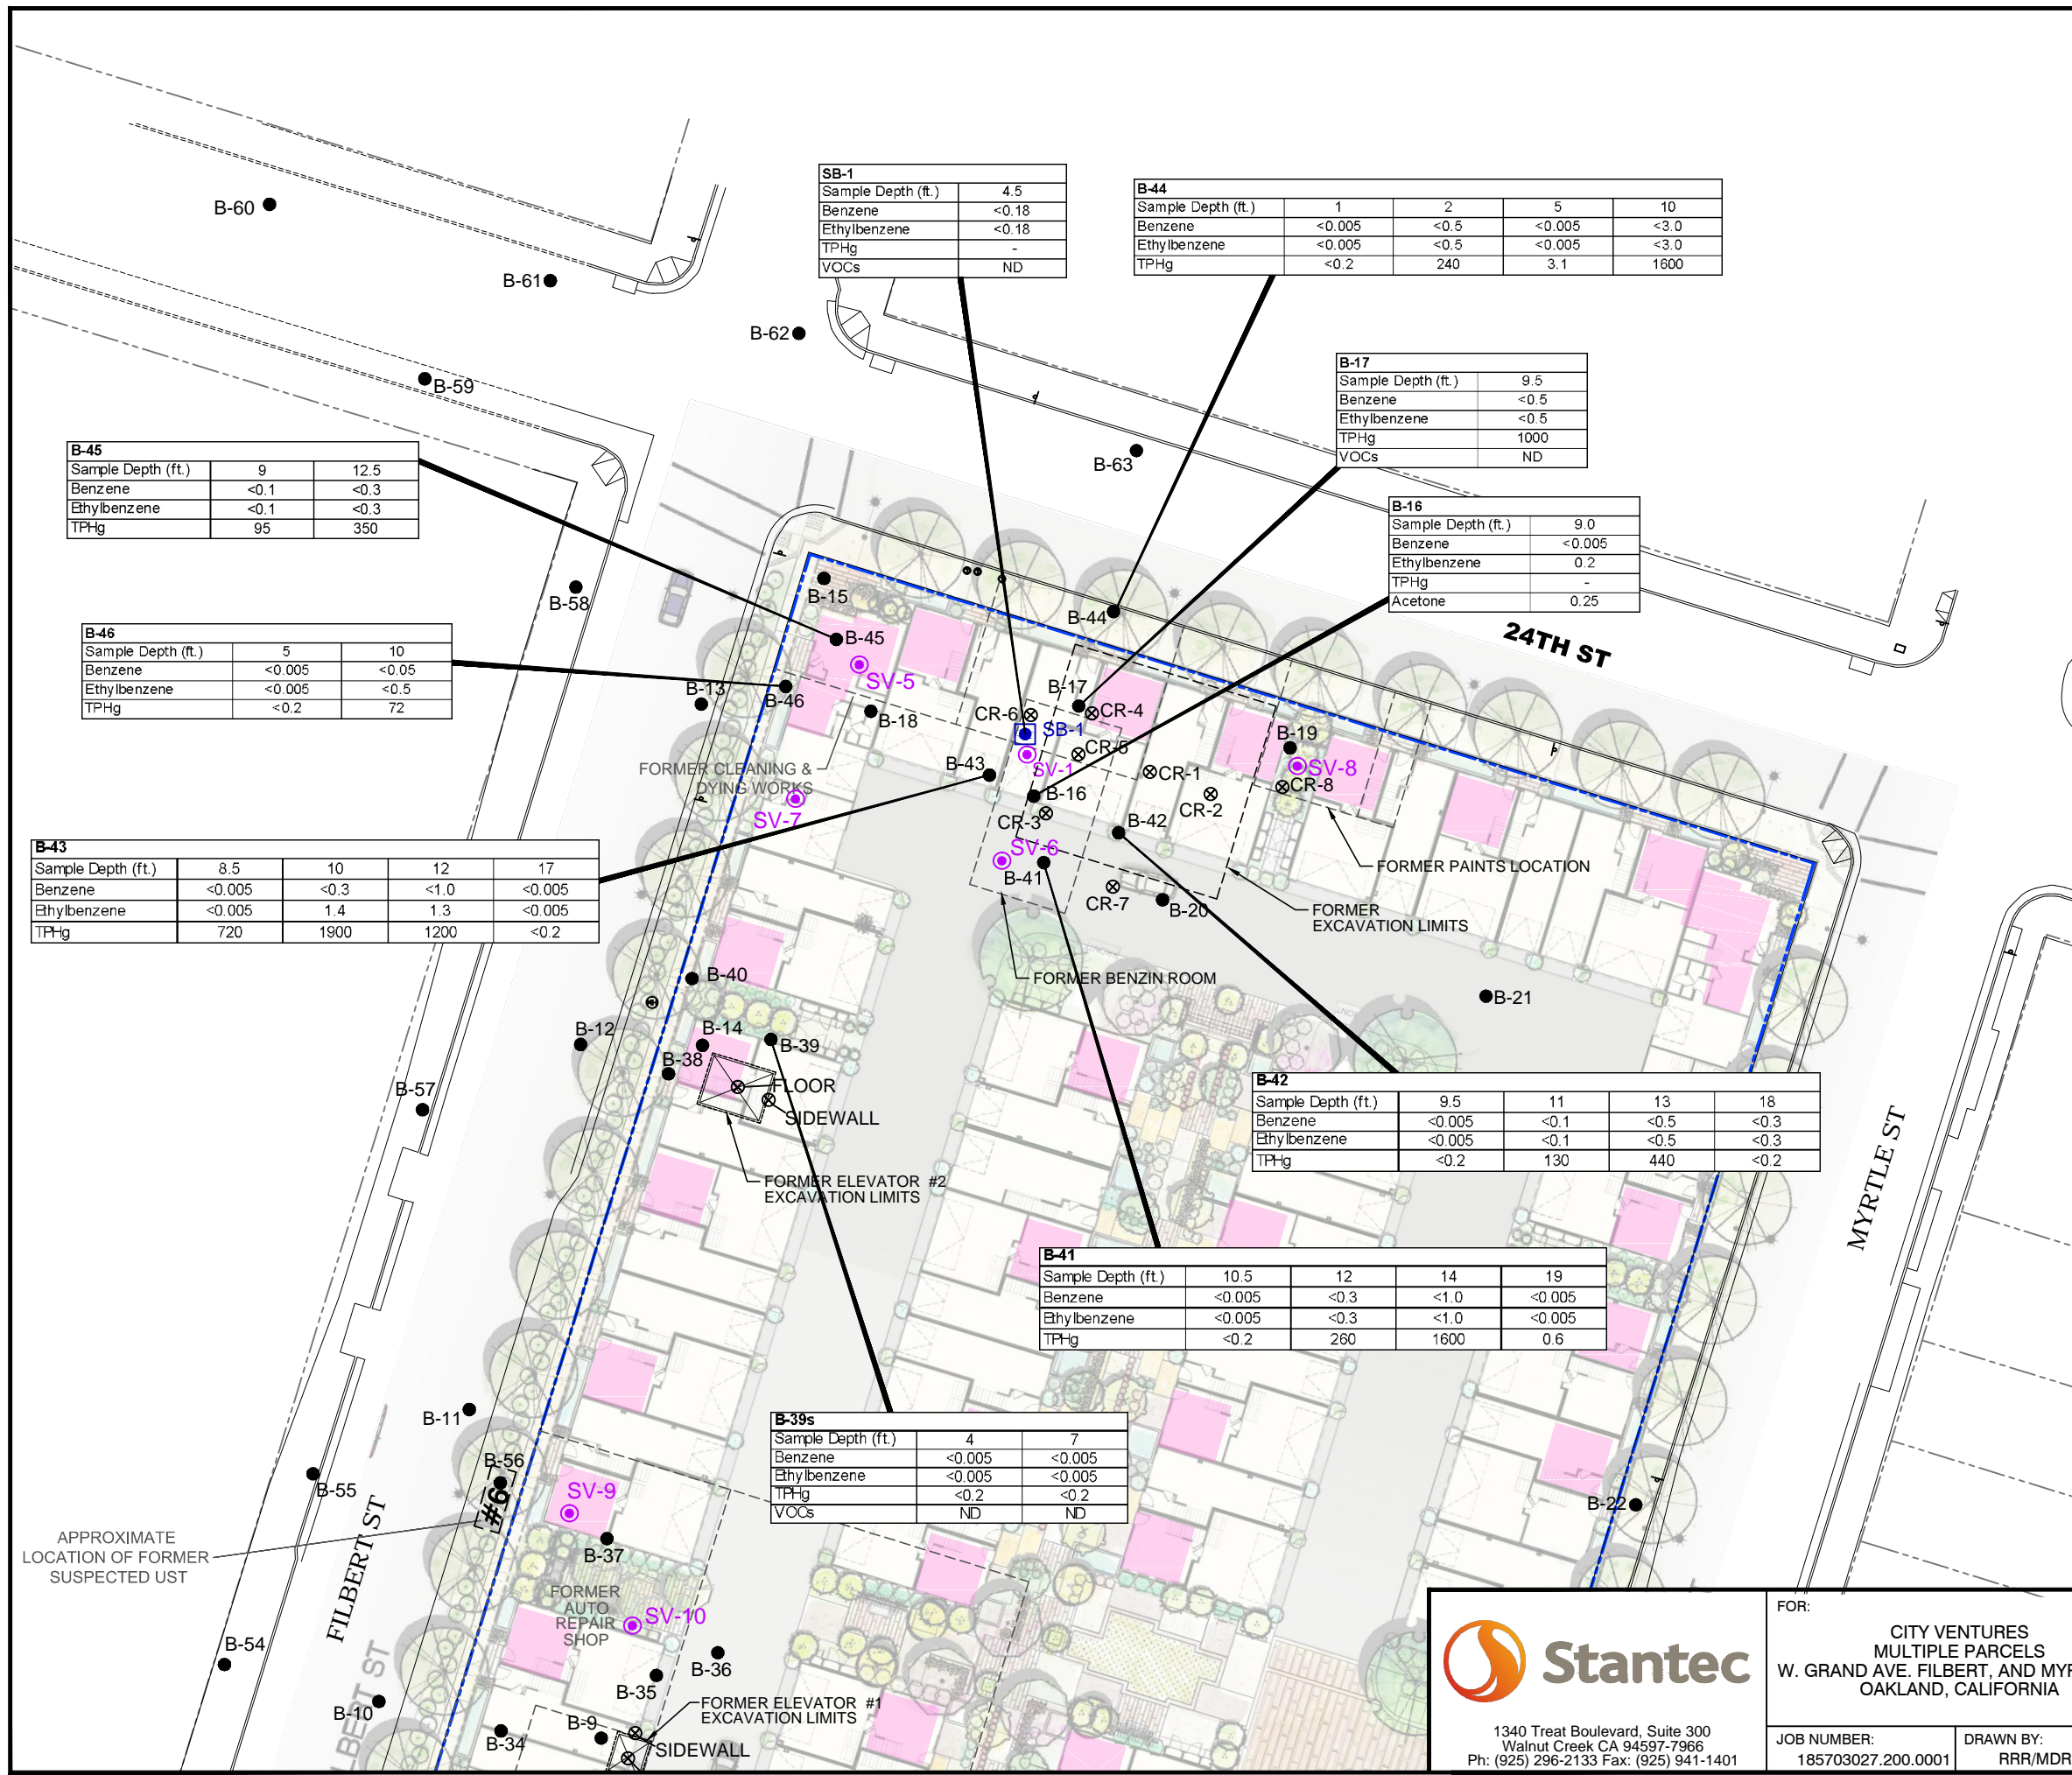 SB-1
Sample Depth (ft.) 4.5
Benzene <0.18
Ethylbenzene <0.18
TPHg -
VOCs ND
B-44
Sample Depth (ft.) 1 2 5 10
Benzene <0.005 <0.5 <0.005 <3.0
Ethylbenzene <0.005 <0.5 <0.005 <3.0
TPHg <0.2 240 3.1 1600
B-60
B-61
B-62
B-59
B-63
B-17
Sample Depth (ft.) 9.5
Benzene <0.5
Ethylbenzene <0.5
TPHg 1000
VOCs ND
B-45
Sample Depth (ft.) 9 12.5
Benzene <0.1 <0.3
Ethylbenzene <0.1 <0.3
TPHg 95 350
B-16
Sample Depth (ft.) 9.0
Benzene <0.005
Ethylbenzene 0.2
TPHg -
Acetone 0.25
B-58
B-15
B-44
24TH ST
B-46
Sample Depth (ft.) 5 10
Benzene <0.005 <0.05
Ethylbenzene <0.005 <0.5
TPHg <0.2 72
B-45
SV-5
B-13
B-46
B-18
B-17
CR-6
CR-4
SB-1
CR-5
B-19
SV-1
SV-8
B-43
CR-1
FORMER CLEANING &
DYING WORKS
B-16
CR-2
CR-8
SV-7
CR-3
B-42
B-43
Sample Depth (ft.) 8.5 10 12 17
Benzene <0.005 <0.3 <1.0 <0.005
Ethylbenzene <0.005 1.4 1.3 <0.005
TPHg 720 1900 1200 <0.2
SV-6
B-41
FORMER PAINTS LOCATION
CR-7
B-20
FORMER
EXCAVATION LIMITS
B-40
FORMER BENZIN ROOM
B-21
B-12
B-14
B-39
B-38
FLOOR
B-57
SIDEWALL
B-42
Sample Depth (ft.) 9.5 11 13 18
Benzene <0.005 <0.1 <0.5 <0.3
Ethylbenzene <0.005 <0.1 <0.5 <0.3
TPHg <0.2 130 440 <0.2
MYRTLE ST
FORMER ELEVATOR #2
EXCAVATION LIMITS
B-41
Sample Depth (ft.) 10.5 12 14 19
Benzene <0.005 <0.3 <1.0 <0.005
Ethylbenzene <0.005 <0.3 <1.0 <0.005
TPHg <0.2 260 1600 0.6
B-11
B-39s
Sample Depth (ft.) 4 7
Benzene <0.005 <0.005
Ethylbenzene <0.005 <0.005
TPHg <0.2 <0.2
VOCs ND ND
B-56
#6
B-55
SV-9
B-22
APPROXIMATE
LOCATION OF FORMER
SUSPECTED UST
FILBERT ST
B-37
FORMER
AUTO
REPAIR
SHOP
SV-10
B-54
B-36
B-35
LBERT ST
B-10
FORMER ELEVATOR #1
EXCAVATION LIMITS
B-34
B-9
SIDEWALL
Stantec
1340 Treat Boulevard, Suite 300
Walnut Creek CA 94597-7966
Ph: (925) 296-2133 Fax: (925) 941-1401
FOR:
CITY VENTURES
MULTIPLE PARCELS
W. GRAND AVE. FILBERT, AND MYR
OAKLAND, CALIFORNIA
JOB NUMBER:
185703027.200.0001
DRAWN BY:
RRR/MDR